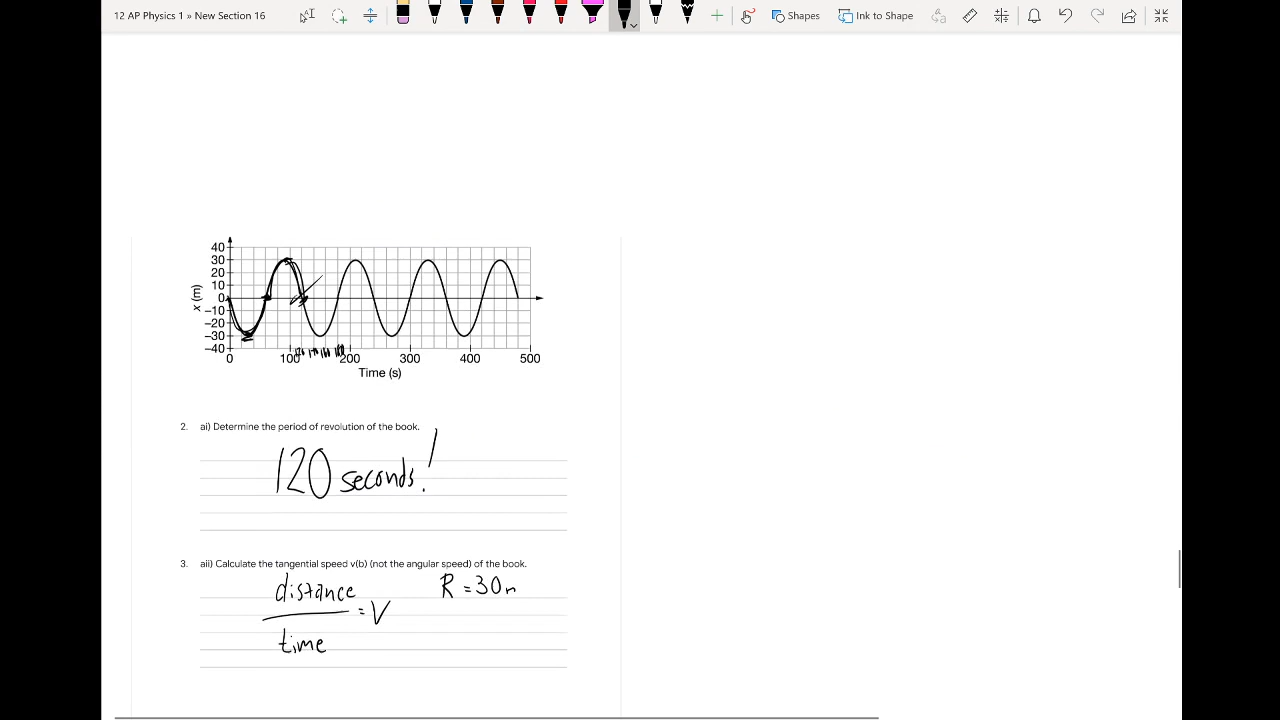 12 AP Physics 1 » New Section 16
Shapes
Ink to Shape
40
30
20
10
0
−10
−20
−30
−40
x (m)
0 100 200 300 400 500
Time (s)
2. ai) Determine the period of revolution of the book.
120 seconds!
3. aii) Calculate the tangential speed v(b) (not the angular speed) of the book.
distance
time
= V
R = 30m